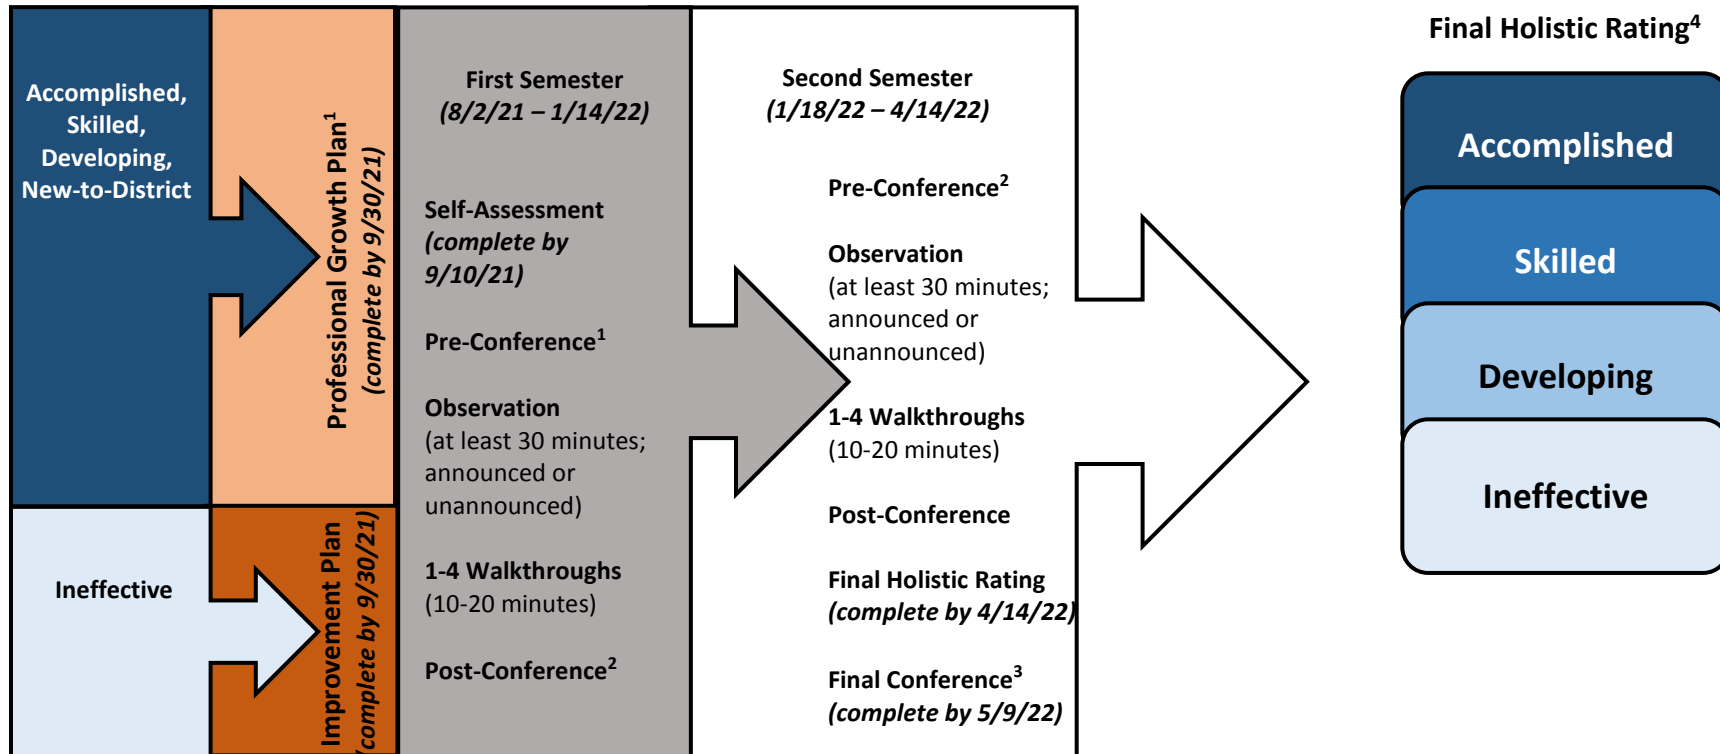 Accomplished,
Skilled,
Developing,
New-to-District
Ineffective
Professional Growth Plan1
(complete by 9/30/21)
Improvement Plan
(complete by 9/30/21)
First Semester
(8/2/21 – 1/14/22)
Self-Assessment
(complete by
9/10/21)
Pre-Conference1
Observation
(at least 30 minutes;
announced or
unannounced)
1-4 Walkthroughs
(10-20 minutes)
Post-Conference2
Second Semester
(1/18/22 – 4/14/22)
Pre-Conference2
Observation
(at least 30 minutes;
announced or
unannounced)
1-4 Walkthroughs
(10-20 minutes)
Post-Conference
Final Holistic Rating
(complete by 4/14/22)
Final Conference3
(complete by 5/9/22)
Final Holistic Rating4
Accomplished
Skilled
Developing
Ineffective